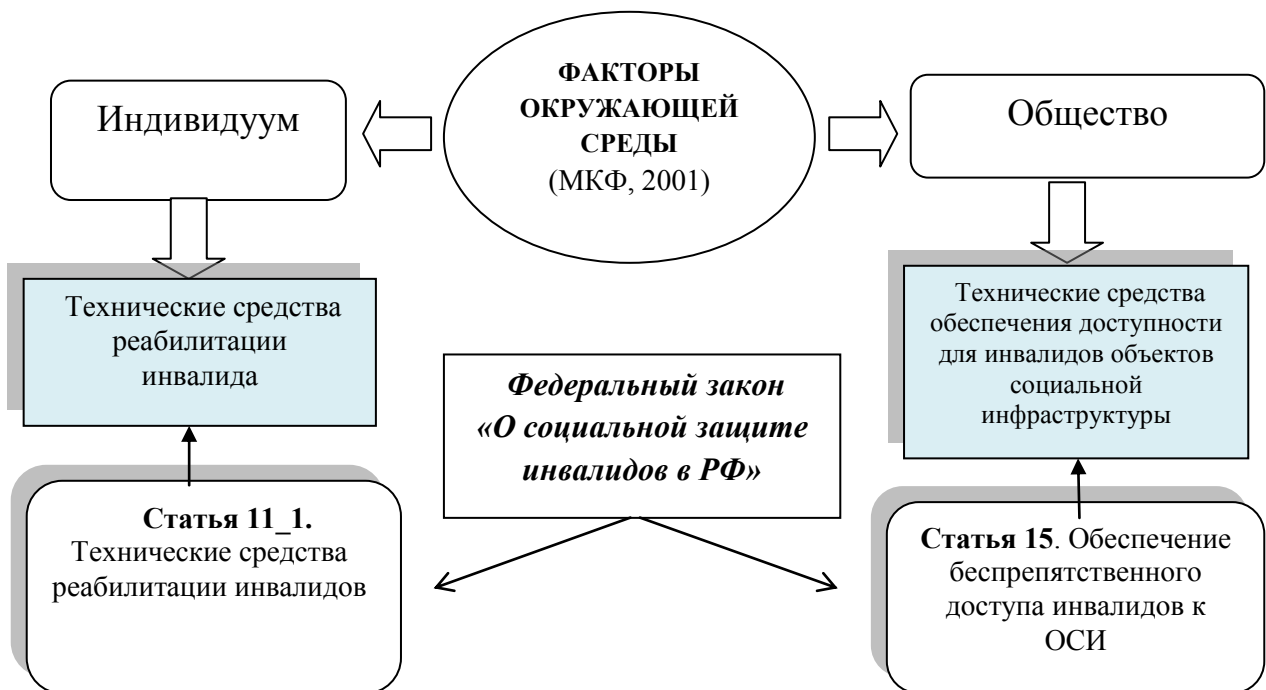 ФАКТОРЫ
ОКРУЖАЮЩЕЙ
СРЕДЫ
(МКФ, 2001)
Индивидуум
Общество
Технические средства
реабилитации
инвалида
Технические средства
обеспечения доступности
для инвалидов объектов
социальной
инфраструктуры
Федеральный закон
«О социальной защите
инвалидов в РФ»
Статья 11_1.
Технические средства
реабилитации инвалидов
Статья 15. Обеспечение
беспрепятственного
доступа инвалидов к
ОСИ